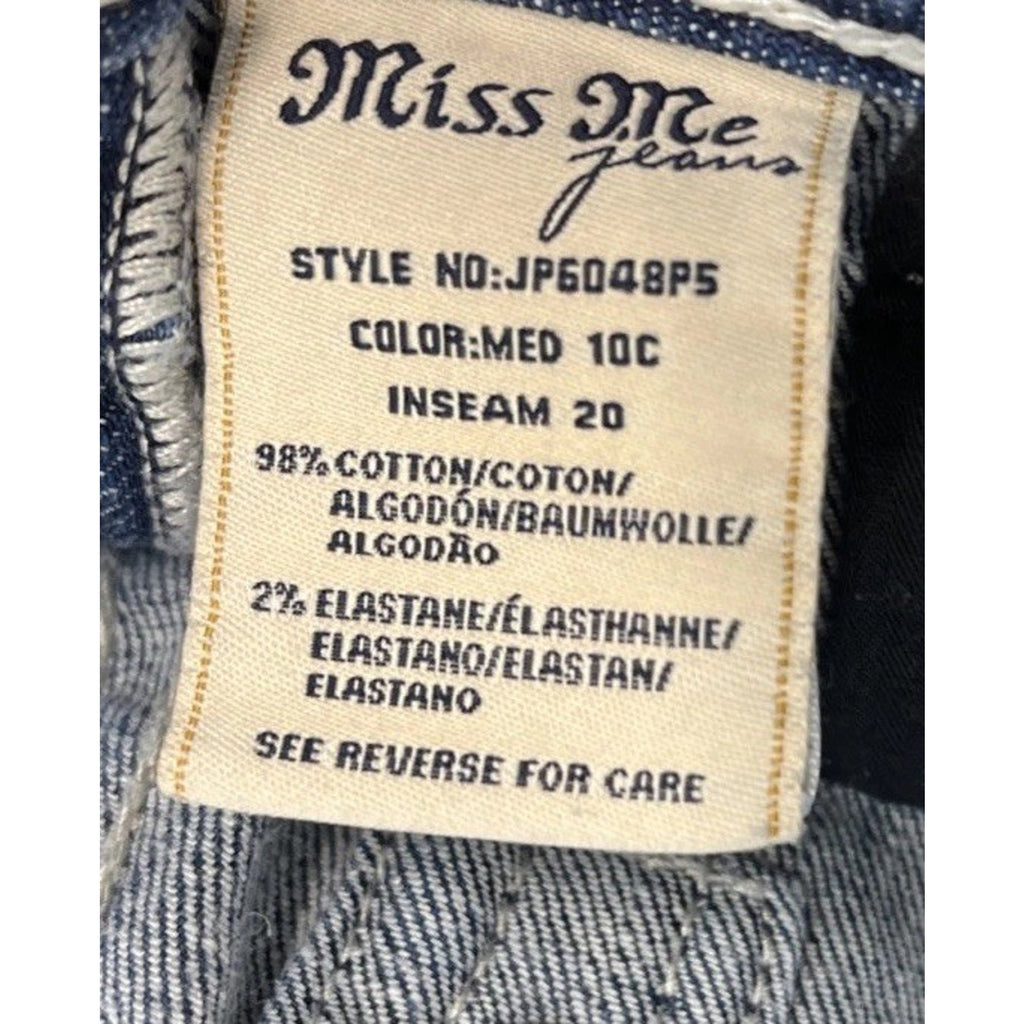 Miss Me
jeans
STYLE NO:JP6048P5
COLOR:MED 10C
INSEAM 20
98% COTTON/COTON/
ALGODÓN/BAUMWOLLE/
ALGODÃO
2% ELASTANE/ÉLASTHANNE/
ELASTANO/ELASTAN/
ELASTANO
SEE REVERSE FOR CARE